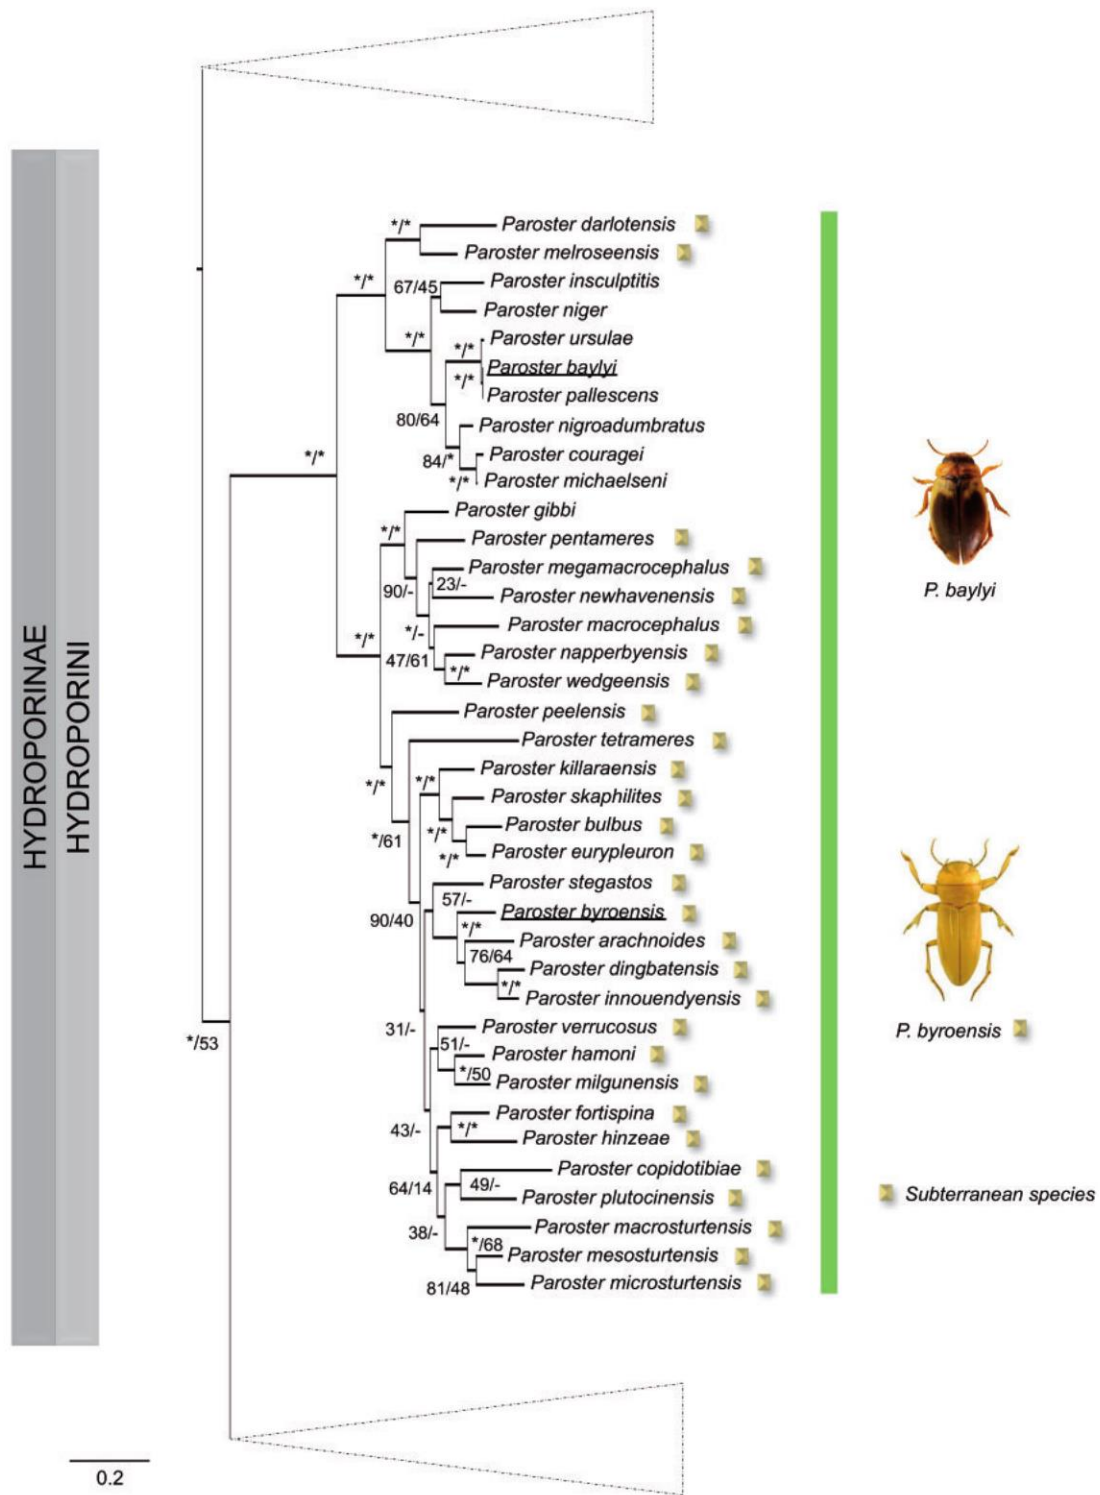 HYDROPORINAE
HYDROPORINI
*/*
Paroster darlotensis
Paroster melroseensis
*/*
67/45
Paroster insculptitis
Paroster niger
*/*
Paroster ursulae
*/*
Paroster baylyi
*/*
Paroster pallescens
80/64
Paroster nigroadumbratus
84/*
Paroster couragei
*/*
Paroster michaelseni
*/*
Paroster gibbi
*/*
Paroster pentameres
Paroster megamacrocephalus
90/-
23/-
Paroster newhavenensis
*/-
Paroster macrocephalus
*/*
47/61
Paroster napperbyensis
*/*
Paroster wedgeensis
Paroster peelensis
Paroster tetrameres
*/*
*/*
Paroster killaraensis
Paroster skaphilites
*/61
*/*
Paroster bulbus
*/*
Paroster eurypleuron
Paroster stegastos
57/-
90/40
Paroster byroensis
*/*
Paroster arachnoides
76/64
Paroster dingbatensis
*/*
Paroster innouendyensis
31/-
Paroster verrucosus
*/53
51/-
Paroster hamoni
*/50
Paroster milgunensis
Paroster fortispina
43/-
*/*
Paroster hinzeae
Paroster copidotibiae
64/14
49/-
Paroster plutocinensis
38/-
Paroster macrosturtensis
*/68
Paroster mesosturtensis
81/48
Paroster microsturtensis
P. baylyi
P. byroensis
Subterranean species
0.2